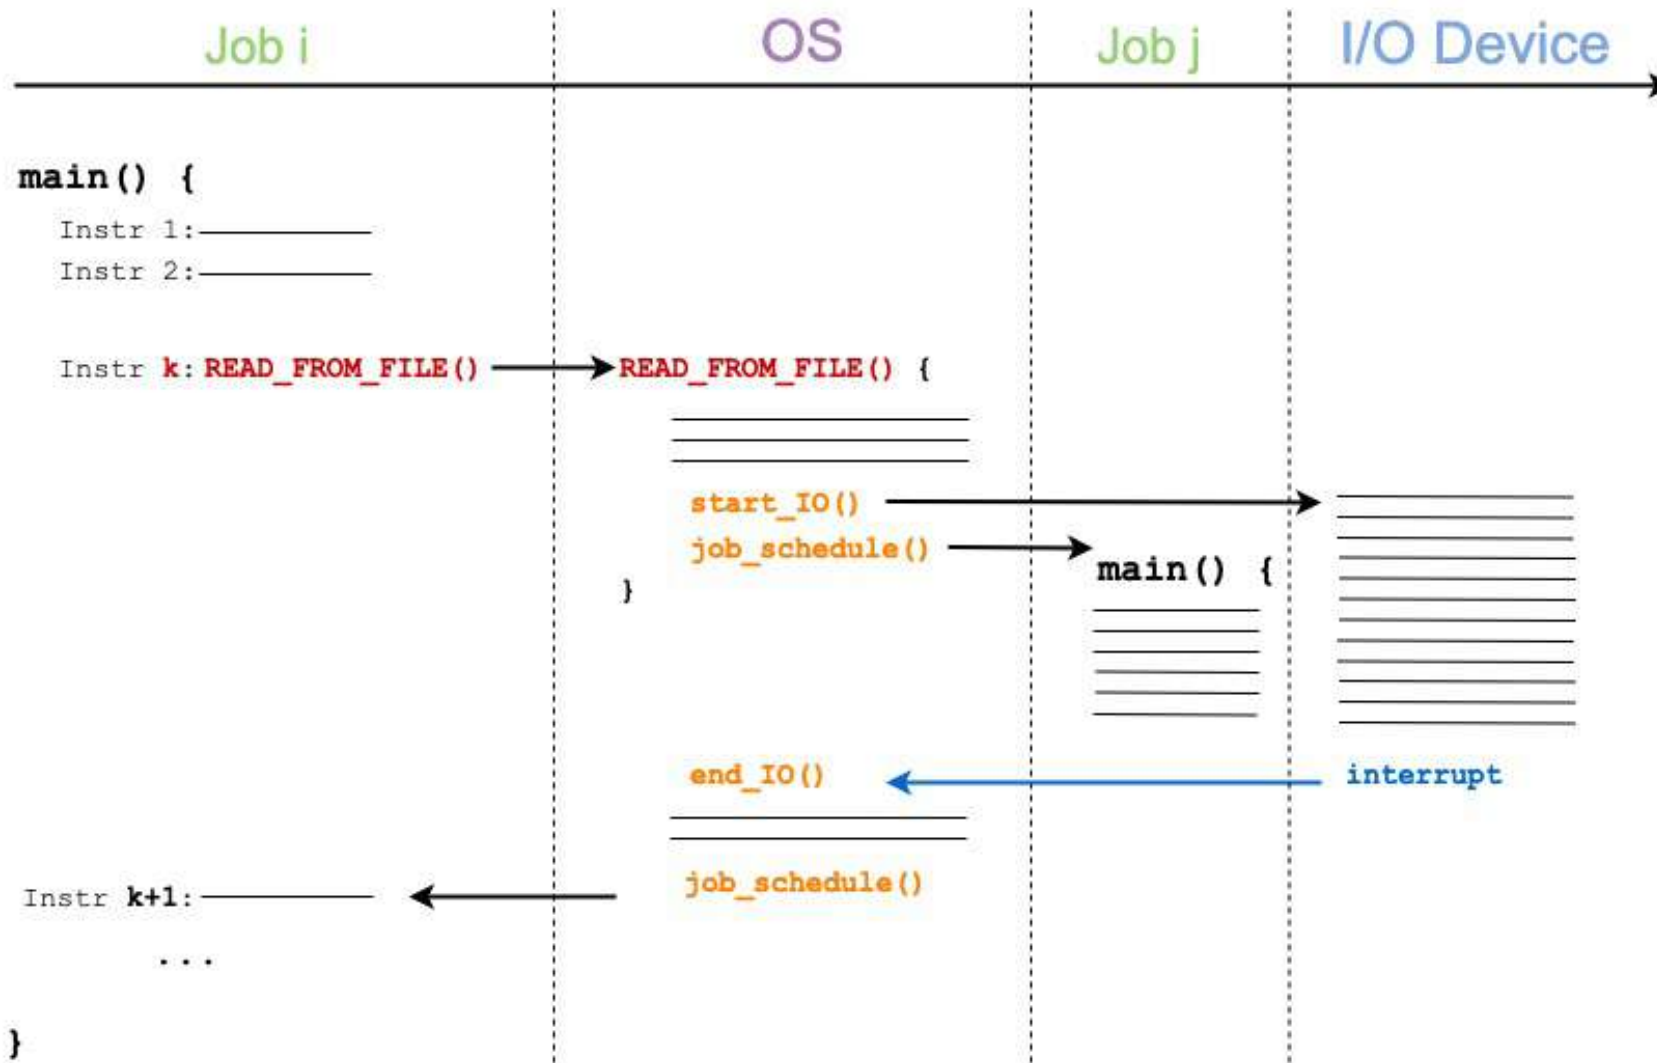 Job i OS Job j I/O Device
main() {
Instr 1:
Instr 2:
Instr k: READ_FROM_FILE() READ_FROM_FILE() {
start_IO()
job_schedule()
main() {
}
end_IO() interrupt
job_schedule()
Instr k+1:
...
}